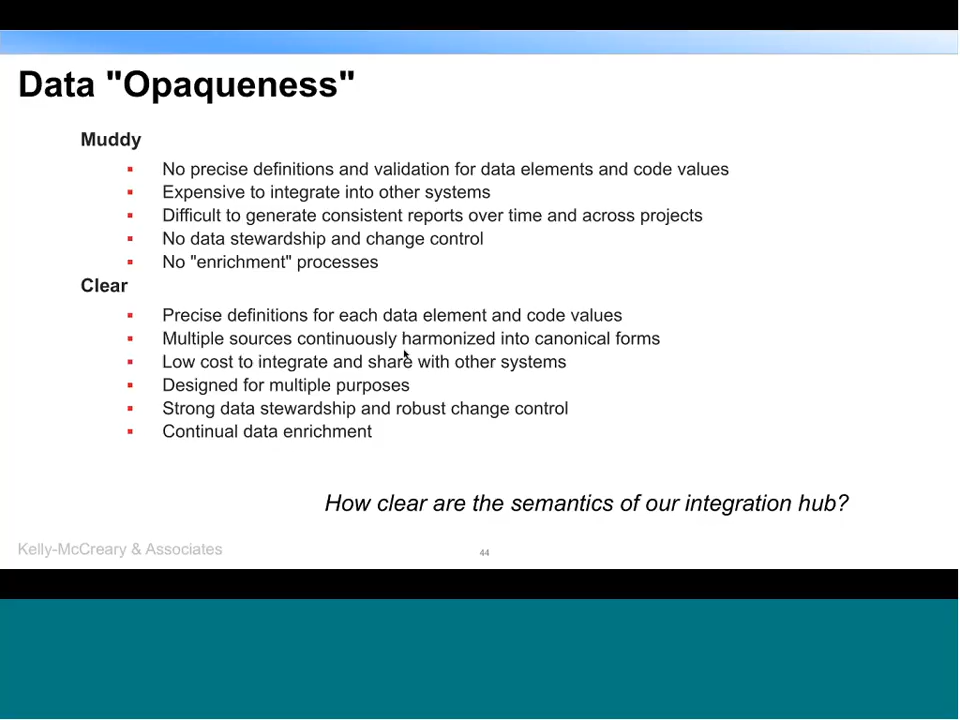 Data "Opaqueness"
Muddy
No precise definitions and validation for data elements and code values
Expensive to integrate into other systems
Difficult to generate consistent reports over time and across projects
No data stewardship and change control
No "enrichment" processes
Clear
Precise definitions for each data element and code values
Multiple sources continuously harmonized into canonical forms
Low cost to integrate and share with other systems
Designed for multiple purposes
Strong data stewardship and robust change control
Continual data enrichment
How clear are the semantics of our integration hub?
Kelly-McCreary & Associates
44